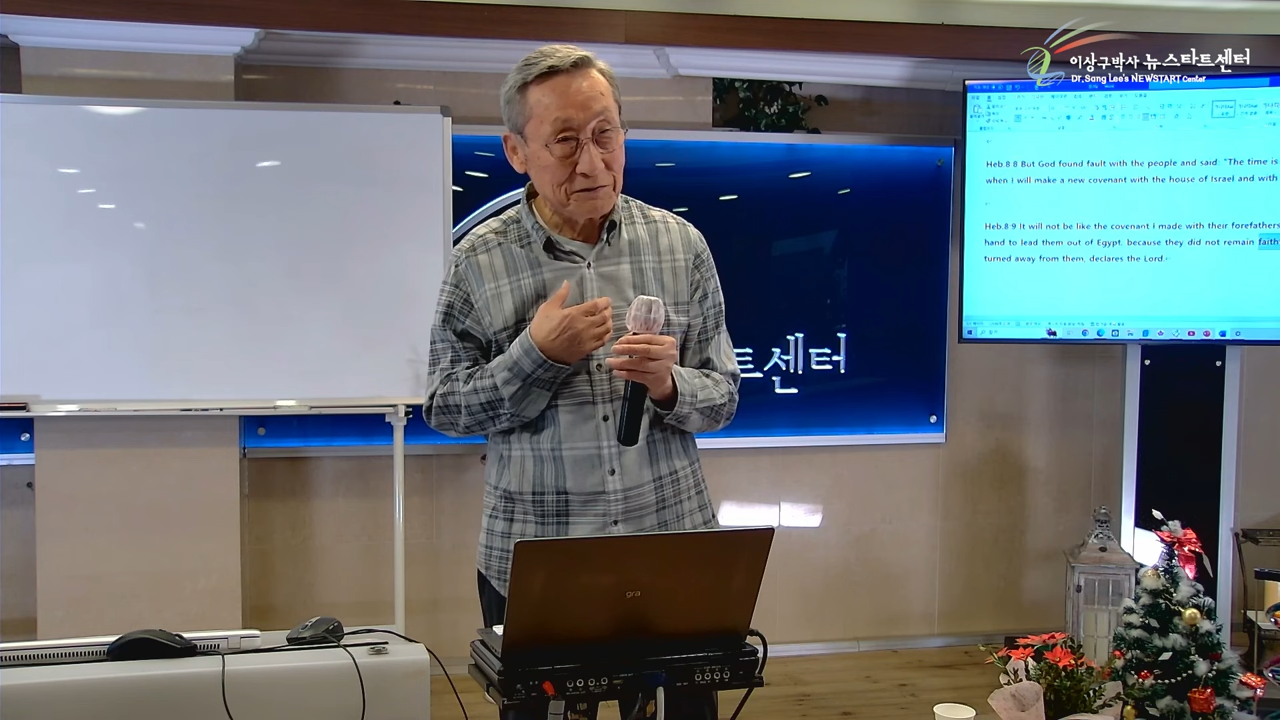 이상구박사 뉴스타트센터
Dr. Sang Lee's NEWSTART Center
Heb.8:8 But God found fault with the people and said: "The time is
when I will make a new covenant with the house of Israel and with
Heb.8:9 It will not be like the covenant I made with their forefathers
hand to lead them out of Egypt, because they did not remain faith
turned away from them, declares the Lord.
트센터
gra